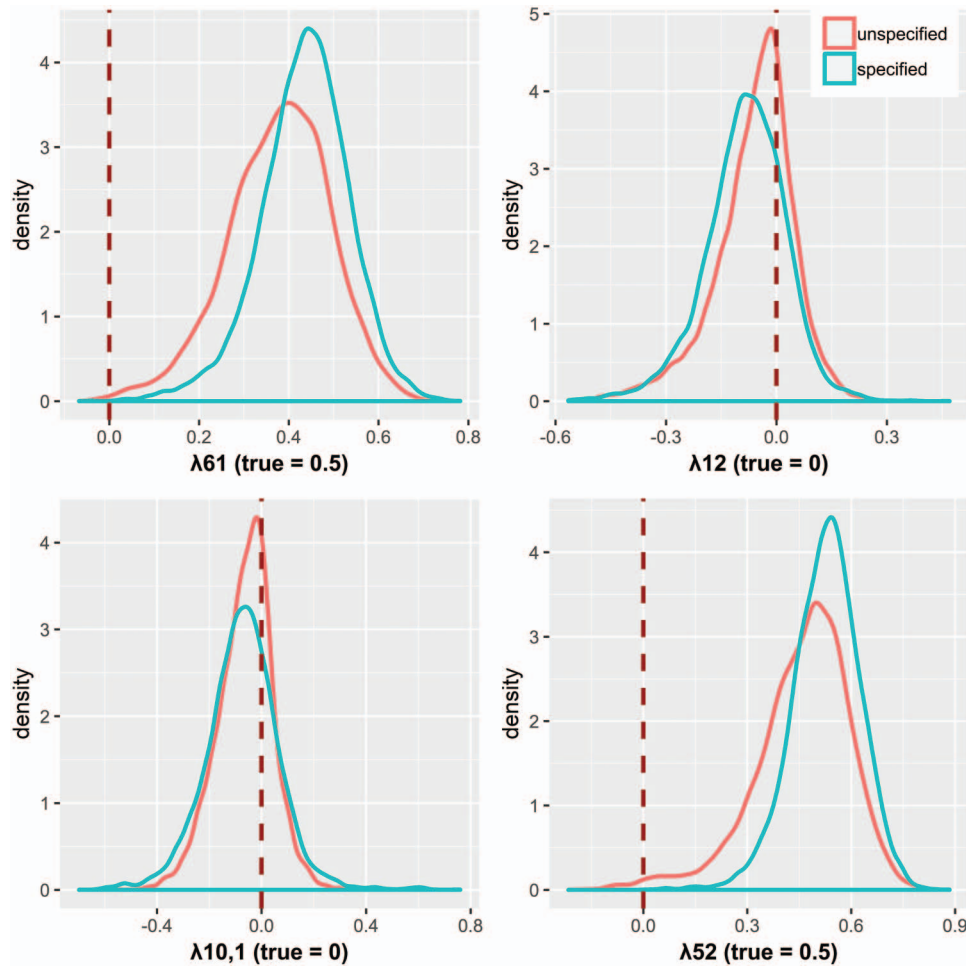 density
4
3
2
1
0
0.0 0.2 0.4 0.6 0.8
λ61 (true = 0.5)
density
5
4
3
2
1
0
-0.6 -0.3 0.0 0.3
λ12 (true = 0)
unspecified
specified
density
4
3
2
1
0
-0.4 0.0 0.4 0.8
λ10,1 (true = 0)
density
4
3
2
1
0
0.0 0.3 0.6 0.9
λ52 (true = 0.5)